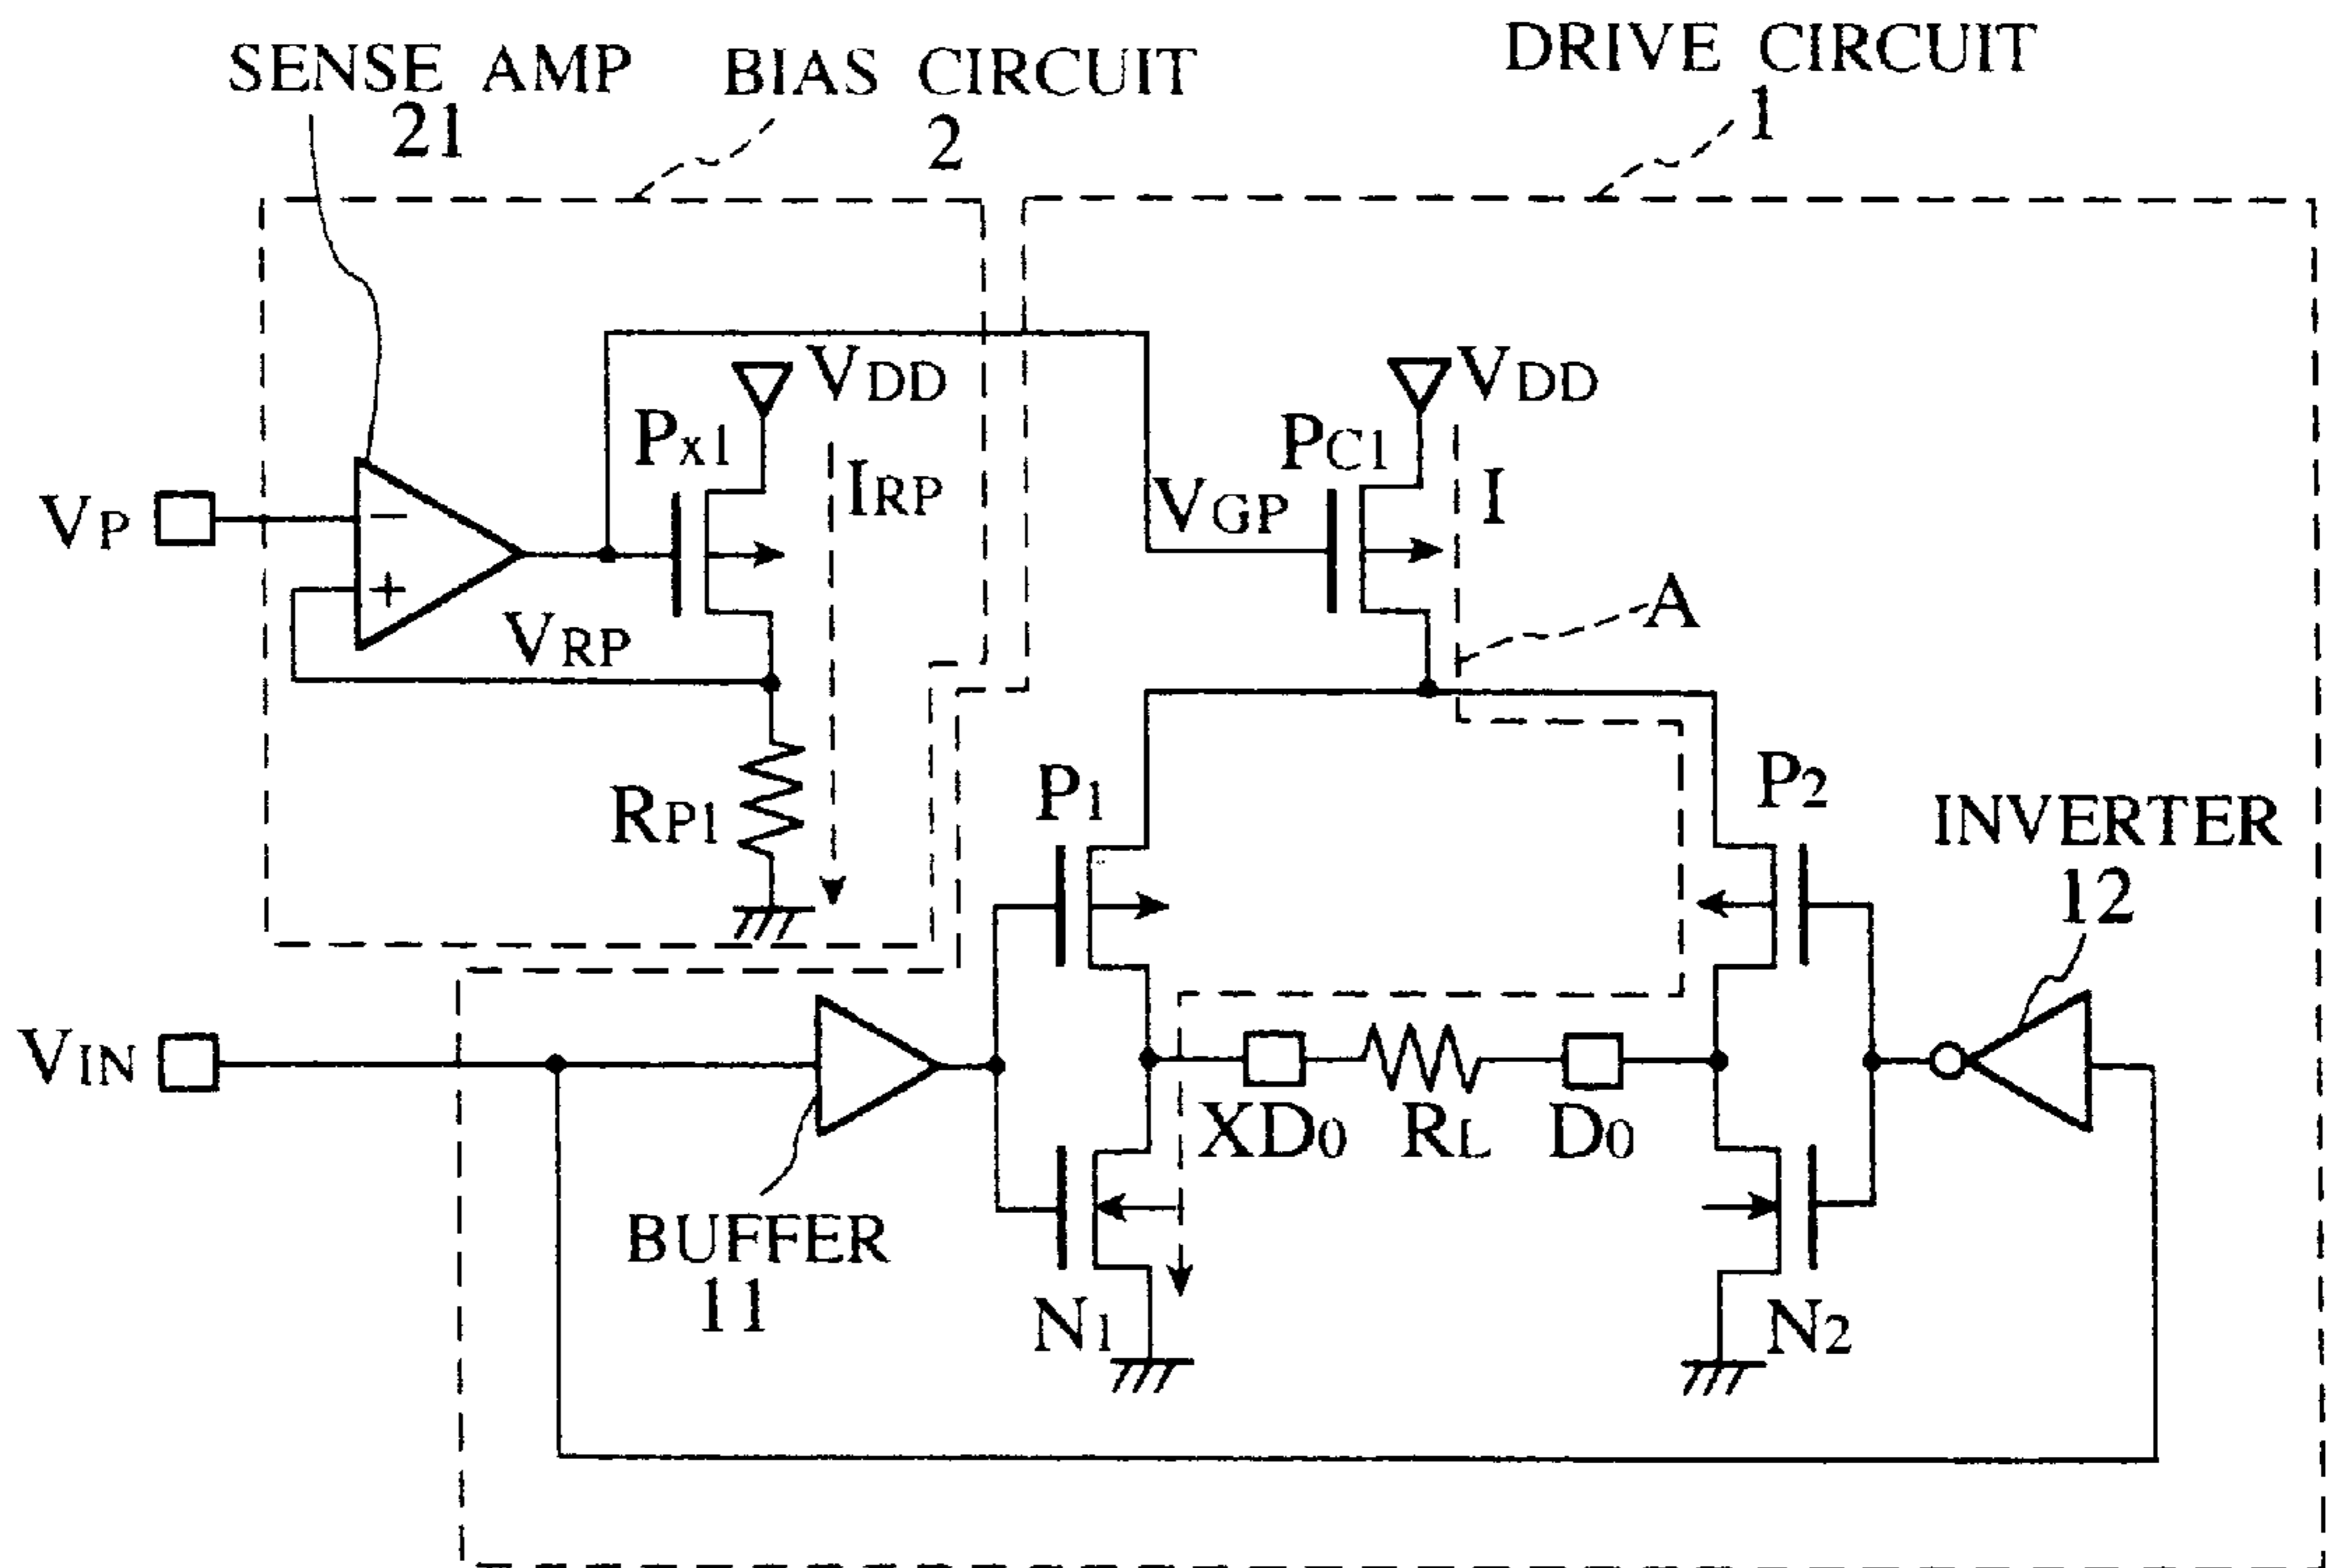 SENSE AMP
21
BIAS CIRCUIT
2
DRIVE CIRCUIT
1
VDD
PX1
IRP
VP
−
+
VRP
RP1
VDD
PC1
VGP
I
A
P1
P2
INVERTER
12
VIN
BUFFER
11
XD0
RL
D0
N1
N2